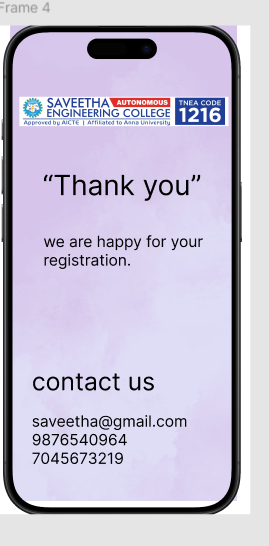 Frame 4
SAVEETHA AUTONOMOUS
ENGINEERING COLLEGE
Approved by AICTE | Affiliated to Anna University
TNEA CODE
1216
“Thank you”
we are happy for your
registration.
contact us
saveetha@gmail.com
9876540964
7045673219